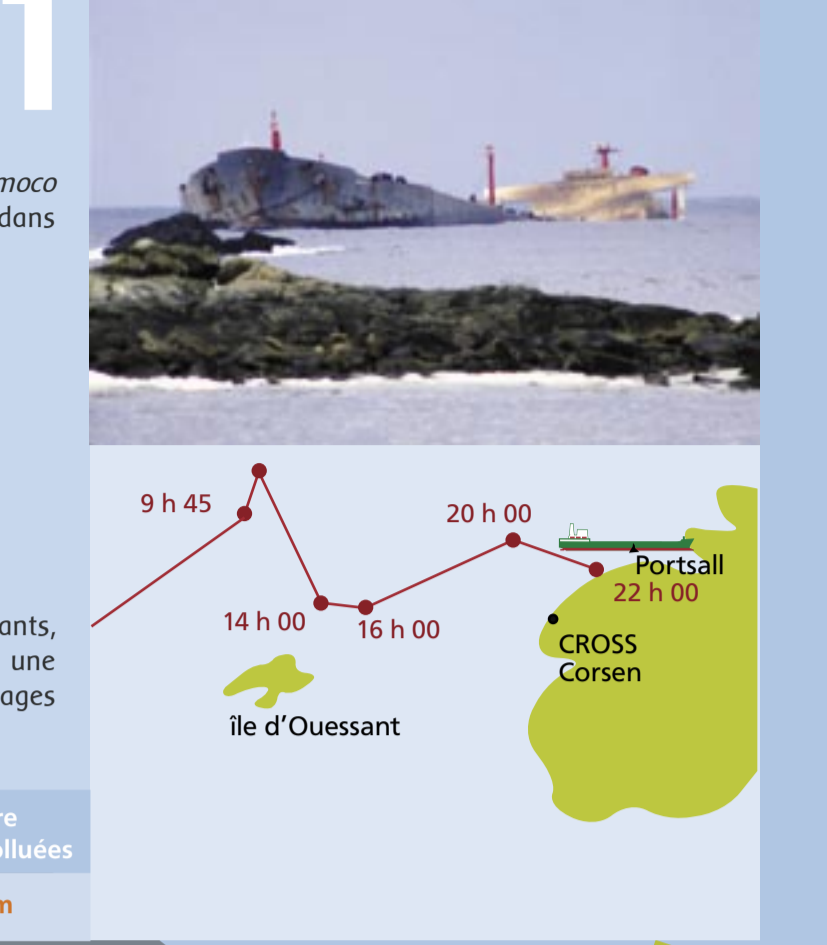 1
moco
dans
ants,
une
ages
re
olluées
m
9 h 45
20 h 00
Portsall
22 h 00
14 h 00
16 h 00
CROSS
Corsen
île d'Ouessant